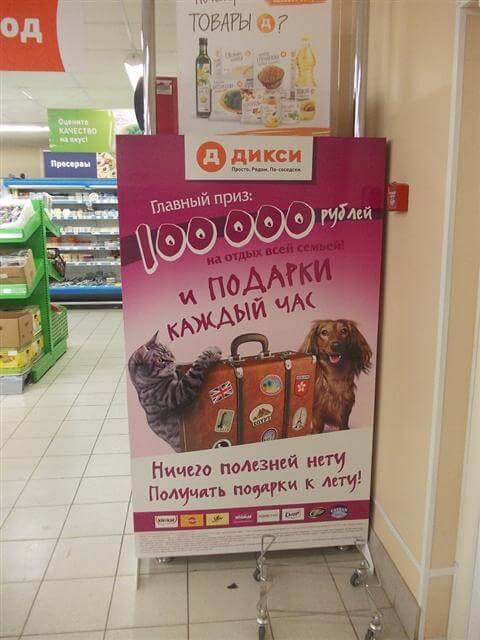 ОД
ТОВАРЫ Д ?
Оцените
КАЧЕСТВО
на вкус!
Пресервы
Д ДИКСИ
Просто. Рядом. По-соседски.
Главный приз:
100 000 рублей
на отдых всей семьей!
и ПОДАРКИ
КАЖДЫЙ ЧАС
EGYPT
Ничего полезней нету
Получать подарки к лету!